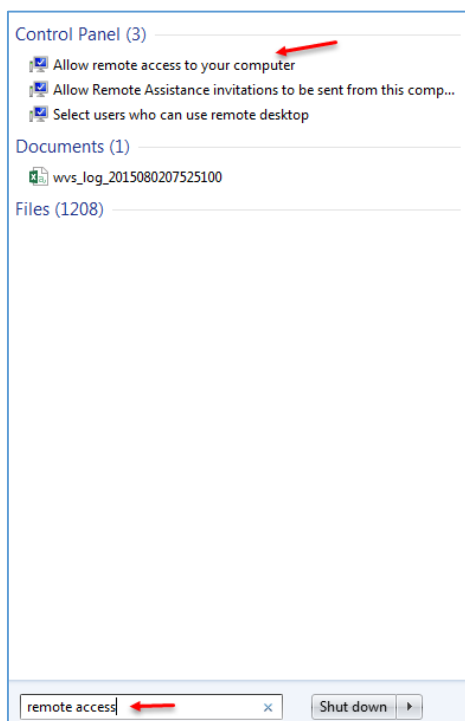 Control Panel (3)
Allow remote access to your computer
Allow Remote Assistance invitations to be sent from this comp...
Select users who can use remote desktop
Documents (1)
wvs_log_2015080207525100
Files (1208)
remote access
Shut down